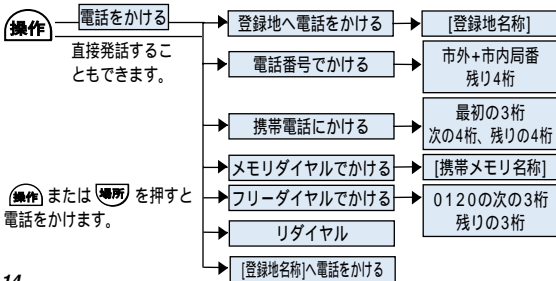 操作
電話をかける
直接発話するこ
ともできます。
登録地へ電話をかける
[登録地名称]
電話番号でかける
市外+市内局番
残り4桁
携帯電話にかける
最初の3桁
次の4桁、残りの4桁
メモリダイヤルでかける
[携帯メモリ名称]
フリーダイヤルでかける
0120の次の3桁
残りの3桁
リダイヤル
[登録地名称]へ電話をかける
操作 または 場所 を押すと
電話をかけます。
14